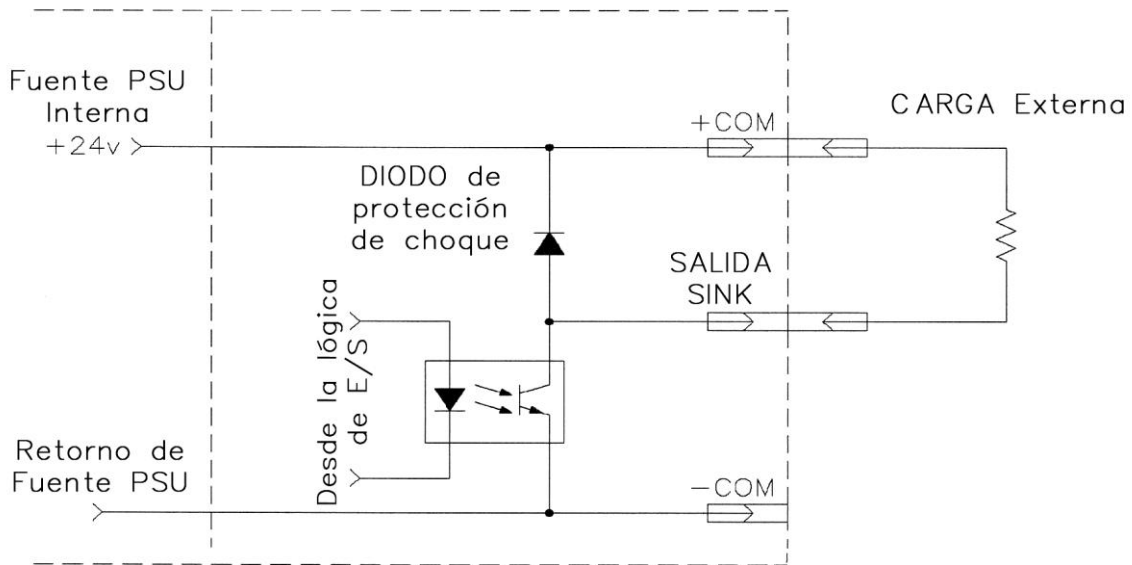 Fuente PSU
Interna
+24v
+COM
CARGA Externa
DIODO de
protección
de choque
SALIDA
SINK
Desde la lógica
de E/S
Retorno de
Fuente PSU
-COM